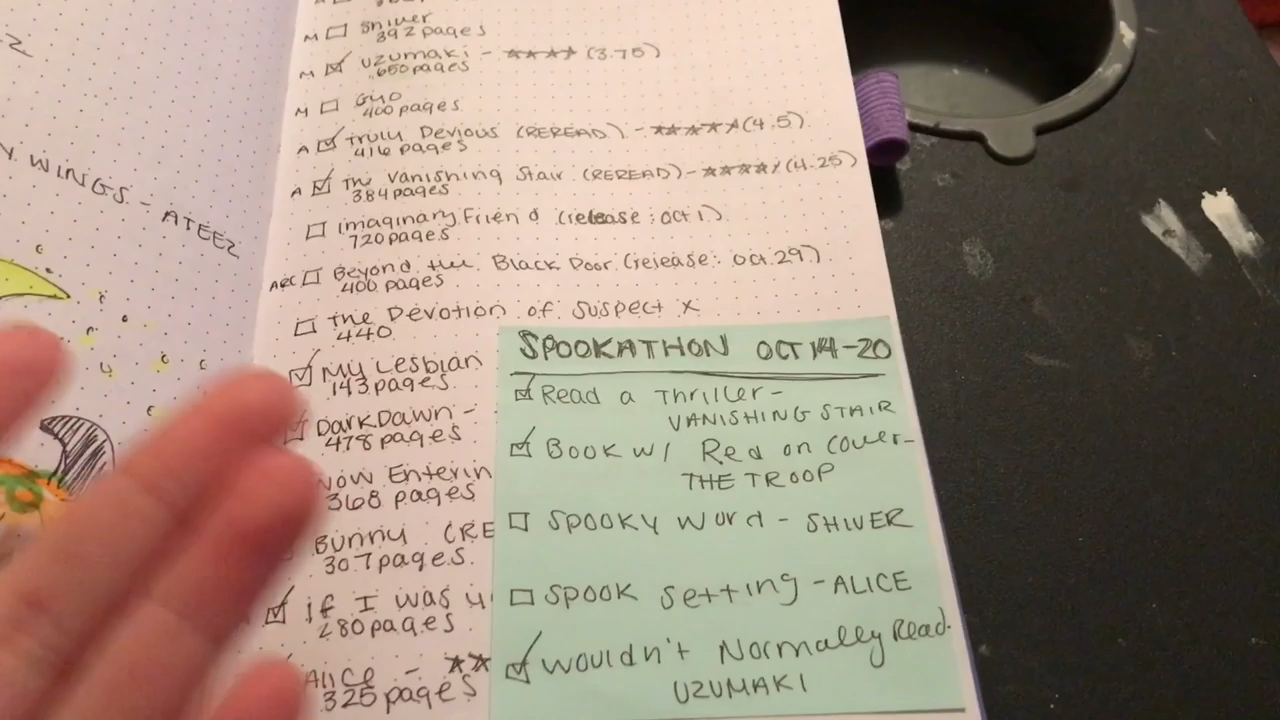 Y WINGS - ATEEZ
M Shiver
392 pages
M Uzumaki - ★★★★ (3.75)
650 pages
M Gyo
400 pages
A Truly Devious (REREAD) - ★★★★★ (4.5)
416 pages
A The Vanishing Stair (REREAD) - ★★★★★ (4.25)
384 pages
Imaginary Friend (release: Oct 1)
720 pages
ARC Beyond the Black Door (release: Oct. 29)
400 pages
The Devotion of Suspect X
440
My Lesbian
143 pages
DarkDawn -
478 pages
Now Enterin
368 pages
Bunny (RE
307 pages
if I was y
280 pages
Alice - ★★
325 pages
SPOOKATHON OCT 14-20
Read a Thriller -
VANISHING STAIR
Book w/ Red on cover -
THE TROOP
SPOOKY Word - SHIVER
SPOOK Setting - ALICE
Wouldn't Normally Read.
UZUMAKI